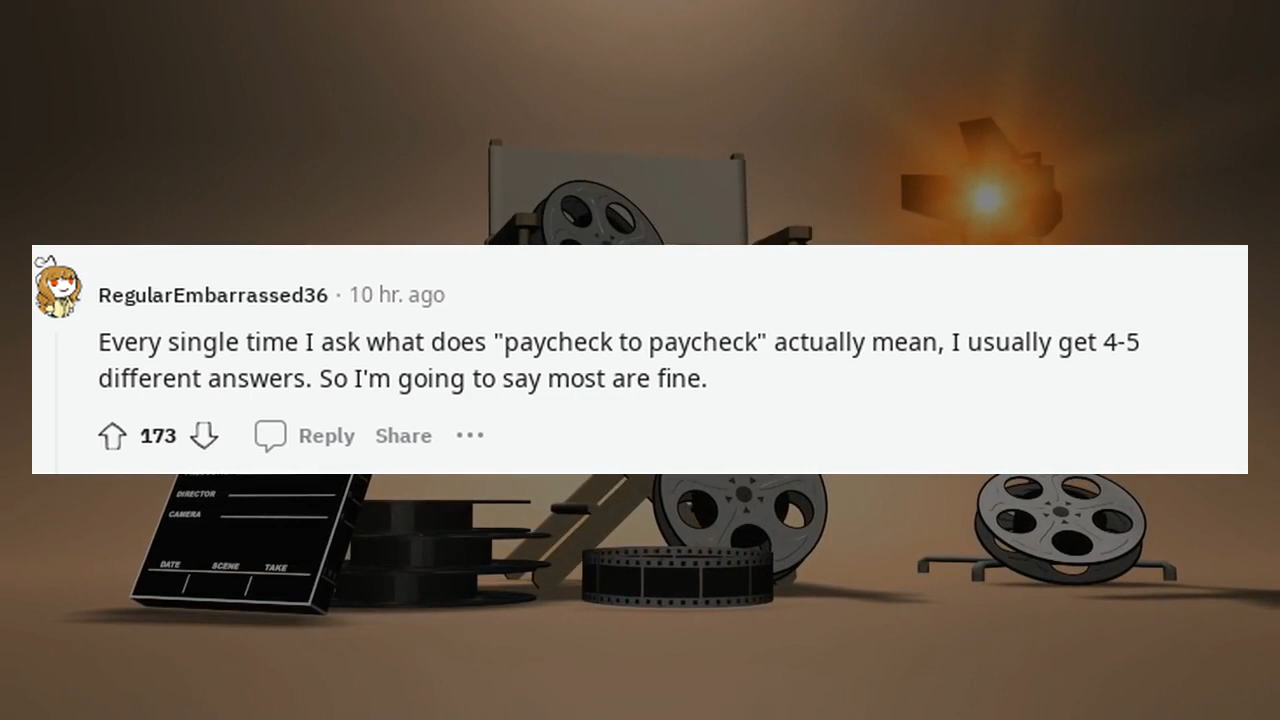 RegularEmbarrassed36 · 10 hr. ago
Every single time I ask what does "paycheck to paycheck" actually mean, I usually get 4-5
different answers. So I'm going to say most are fine.
173 Reply Share ···
DIRECTOR
CAMERA
DATE SCENE TAKE